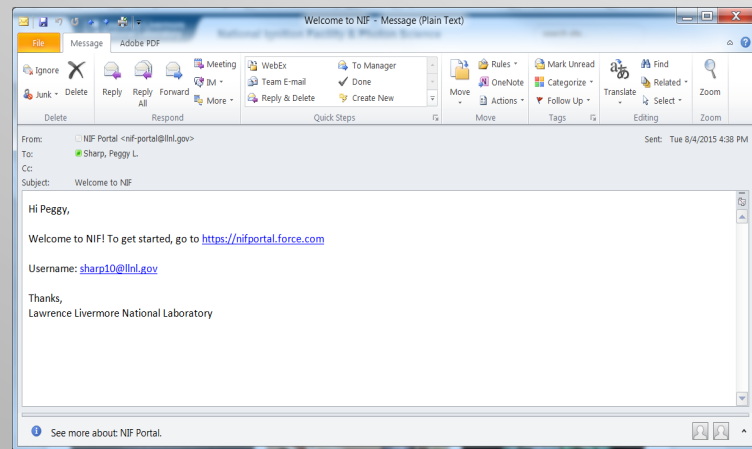 Welcome to NIF - Message (Plain Text)
File Message Adobe PDF
Ignore
Junk
Delete
Reply
Reply All
Forward
Meeting
IM
More
WebEx
Team E-mail
Reply & Delete
To Manager
Done
Create New
Move
Rules
OneNote
Actions
Mark Unread
Categorize
Follow Up
Translate
Find
Related
Select
Zoom
Delete Respond Quick Steps Move Tags Editing Zoom
From: NIF Portal <nif-portal@llnl.gov> Sent: Tue 8/4/2015 4:38 PM
To: Sharp, Peggy L.
Cc:
Subject: Welcome to NIF
Hi Peggy,
Welcome to NIF! To get started, go to https://nifportal.force.com
Username: sharp10@llnl.gov
Thanks,
Lawrence Livermore National Laboratory
See more about: NIF Portal.